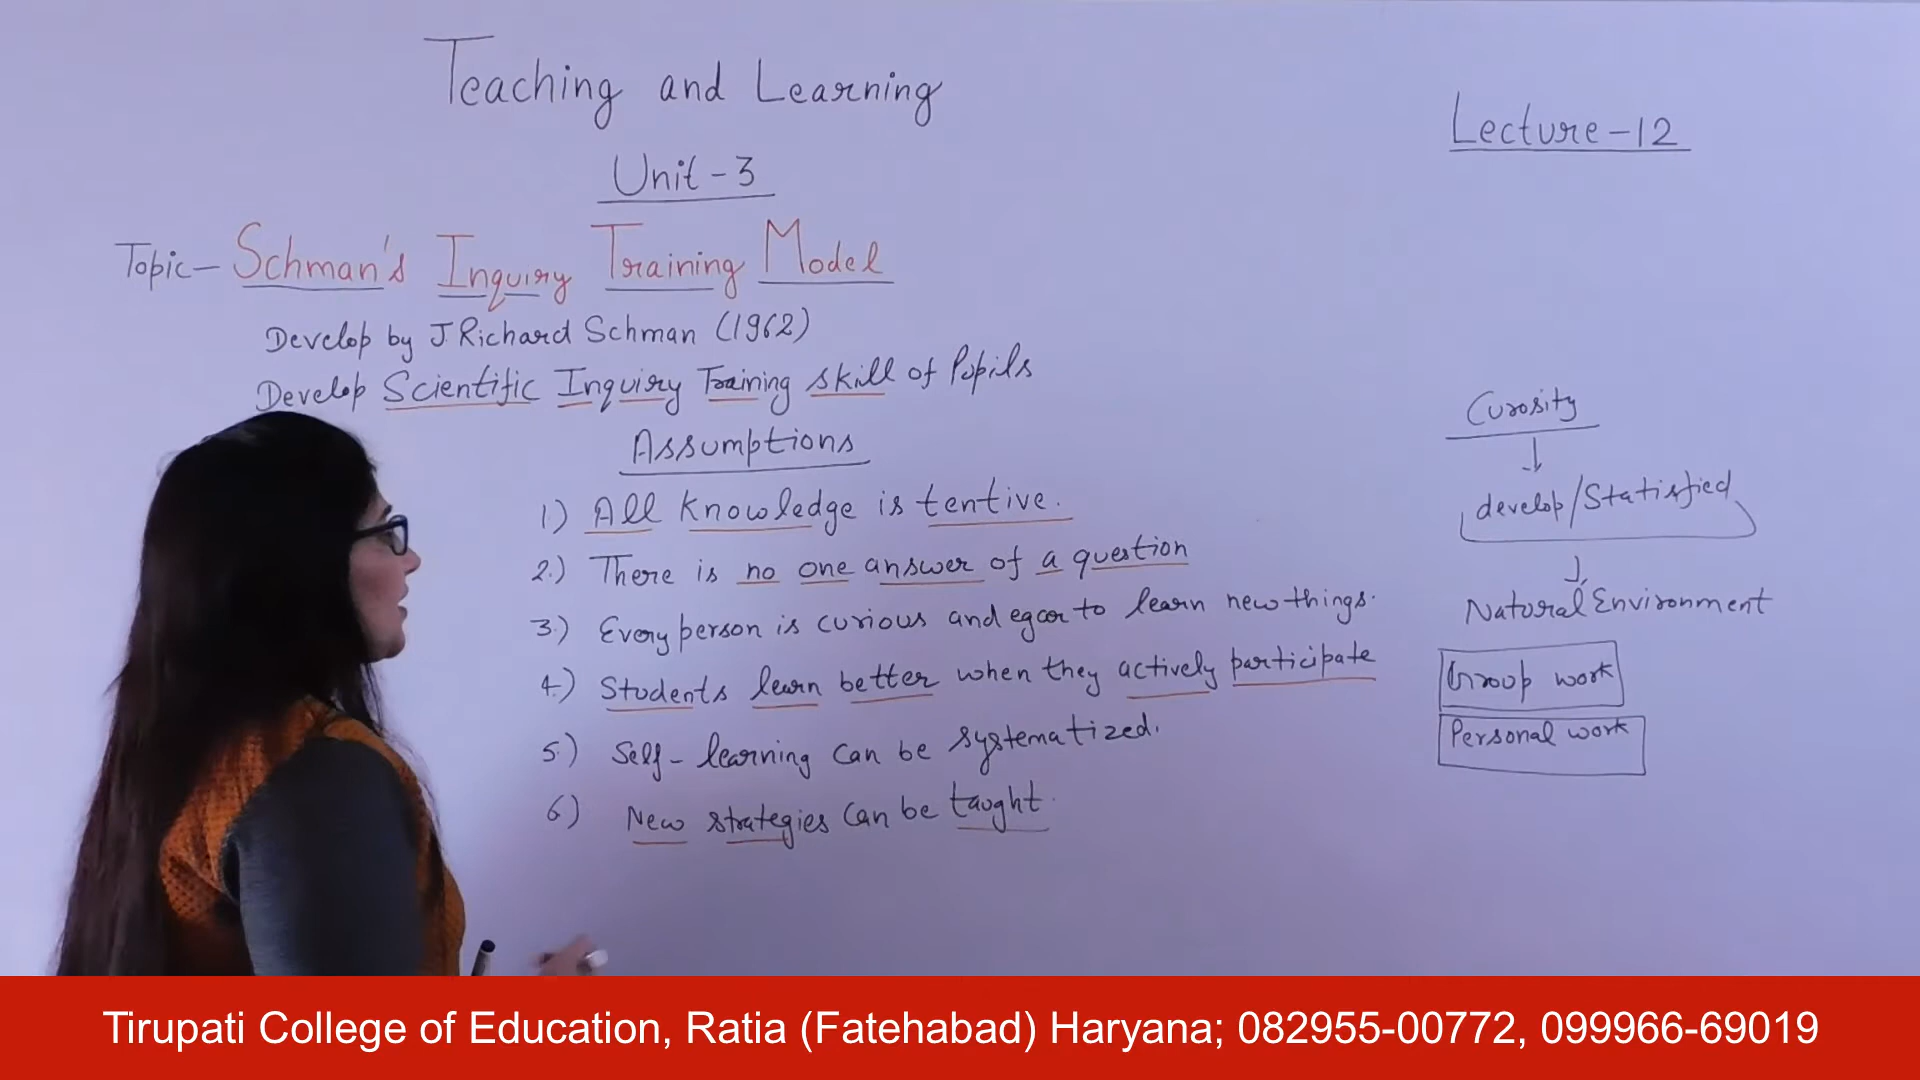 Teaching and Learning
Lecture-12
Unit-3
Topic- Schman's Inquiry Training Model
Develop by J. Richard Schman (1962)
Develop Scientific Inquiry Training skill of Pupils
Assumptions
1) All knowledge is tentive.
2.) There is no one answer of a question
3.) Every person is curious and egar to learn new things.
4.) Students learn better when they actively participate
5.) Self-learning can be systematized.
6) New strategies can be taught.
Curosity
↓
develop/Statisfied
↓
Natural Environment
Group work
Personal work
Tirupati College of Education, Ratia (Fatehabad) Haryana; 082955-00772, 099966-69019